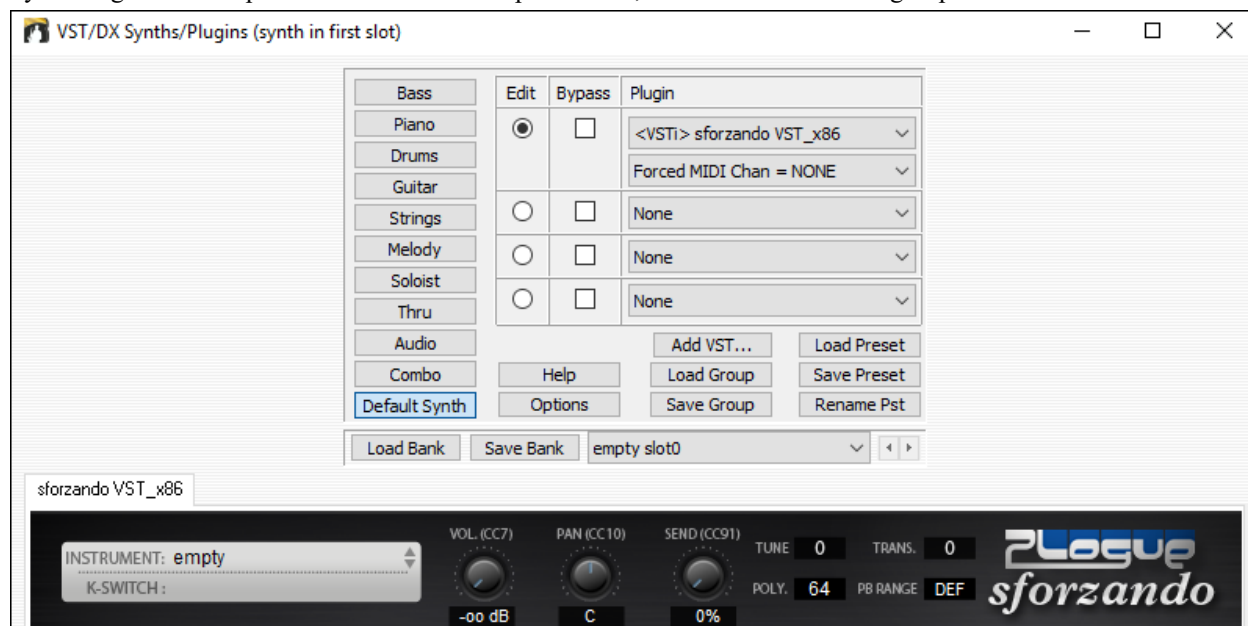 VST/DX Synths/Plugins (synth in first slot)
Bass
Piano
Drums
Guitar
Strings
Melody
Soloist
Thru
Audio
Combo
Default Synth
Edit Bypass Plugin
<VSTi> sforzando VST_x86
Forced MIDI Chan = NONE
None
None
None
Add VST... Load Preset
Help Load Group Save Preset
Options Save Group Rename Pst
Load Bank Save Bank empty slot0
sforzando VST_x86
INSTRUMENT: empty
K-SWITCH :
VOL. (CC7) PAN (CC10) SEND (CC91)
-oo dB C 0%
TUNE 0 TRANS. 0
POLY. 64 PB RANGE DEF
PLOGUE
sforzando